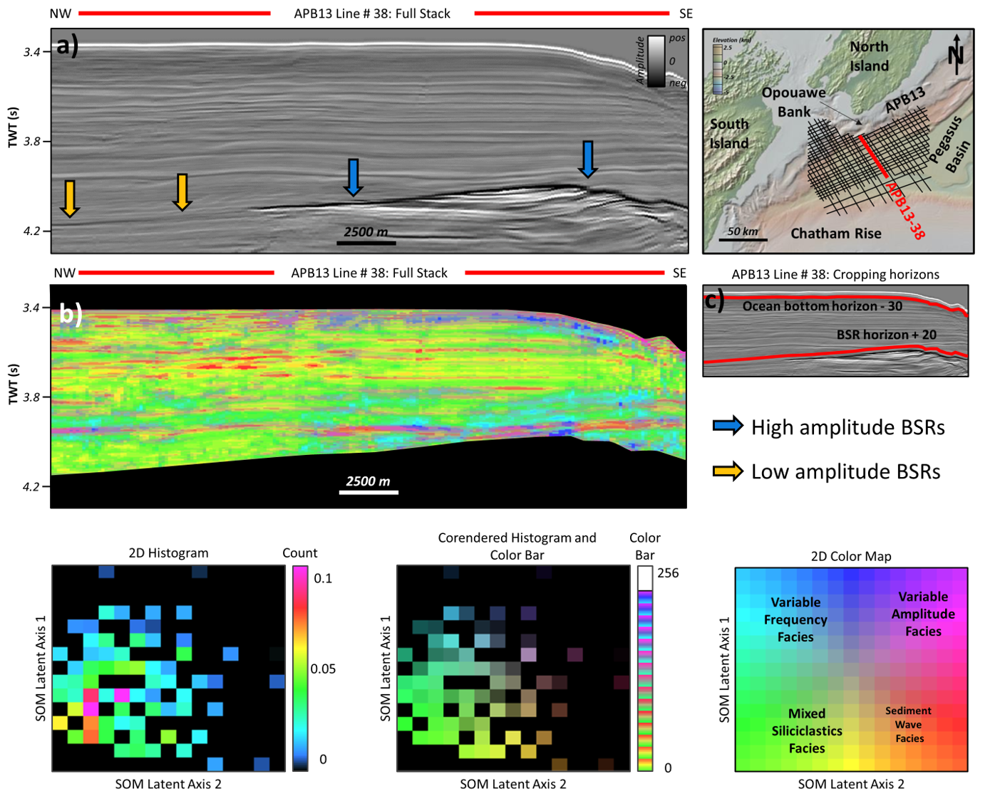 NW
APB13 Line # 38: Full Stack
SE
a)
TWT (s)
3.4
3.8
4.2
Amplitude
pos
0
neg
2500 m
Elevation (km)
2.5
0
-2.5
-5
North
Island
N
Opouawe
Bank
APB13
South
Island
Pegasus
Basin
APB13-38
50 km
Chatham Rise
NW
APB13 Line # 38: Full Stack
SE
b)
TWT (s)
3.4
3.8
4.2
2500 m
APB13 Line # 38: Cropping horizons
c)
Ocean bottom horizon - 30
BSR horizon + 20
High amplitude BSRs
Low amplitude BSRs
2D Histogram
Count
0.1
0.05
0
SOM Latent Axis 1
SOM Latent Axis 2
Corendered Histogram and
Color Bar
Color
Bar
256
0
SOM Latent Axis 1
SOM Latent Axis 2
2D Color Map
Variable
Frequency
Facies
Variable
Amplitude
Facies
Mixed
Siliciclastics
Facies
Sediment
Wave
Facies
SOM Latent Axis 1
SOM Latent Axis 2